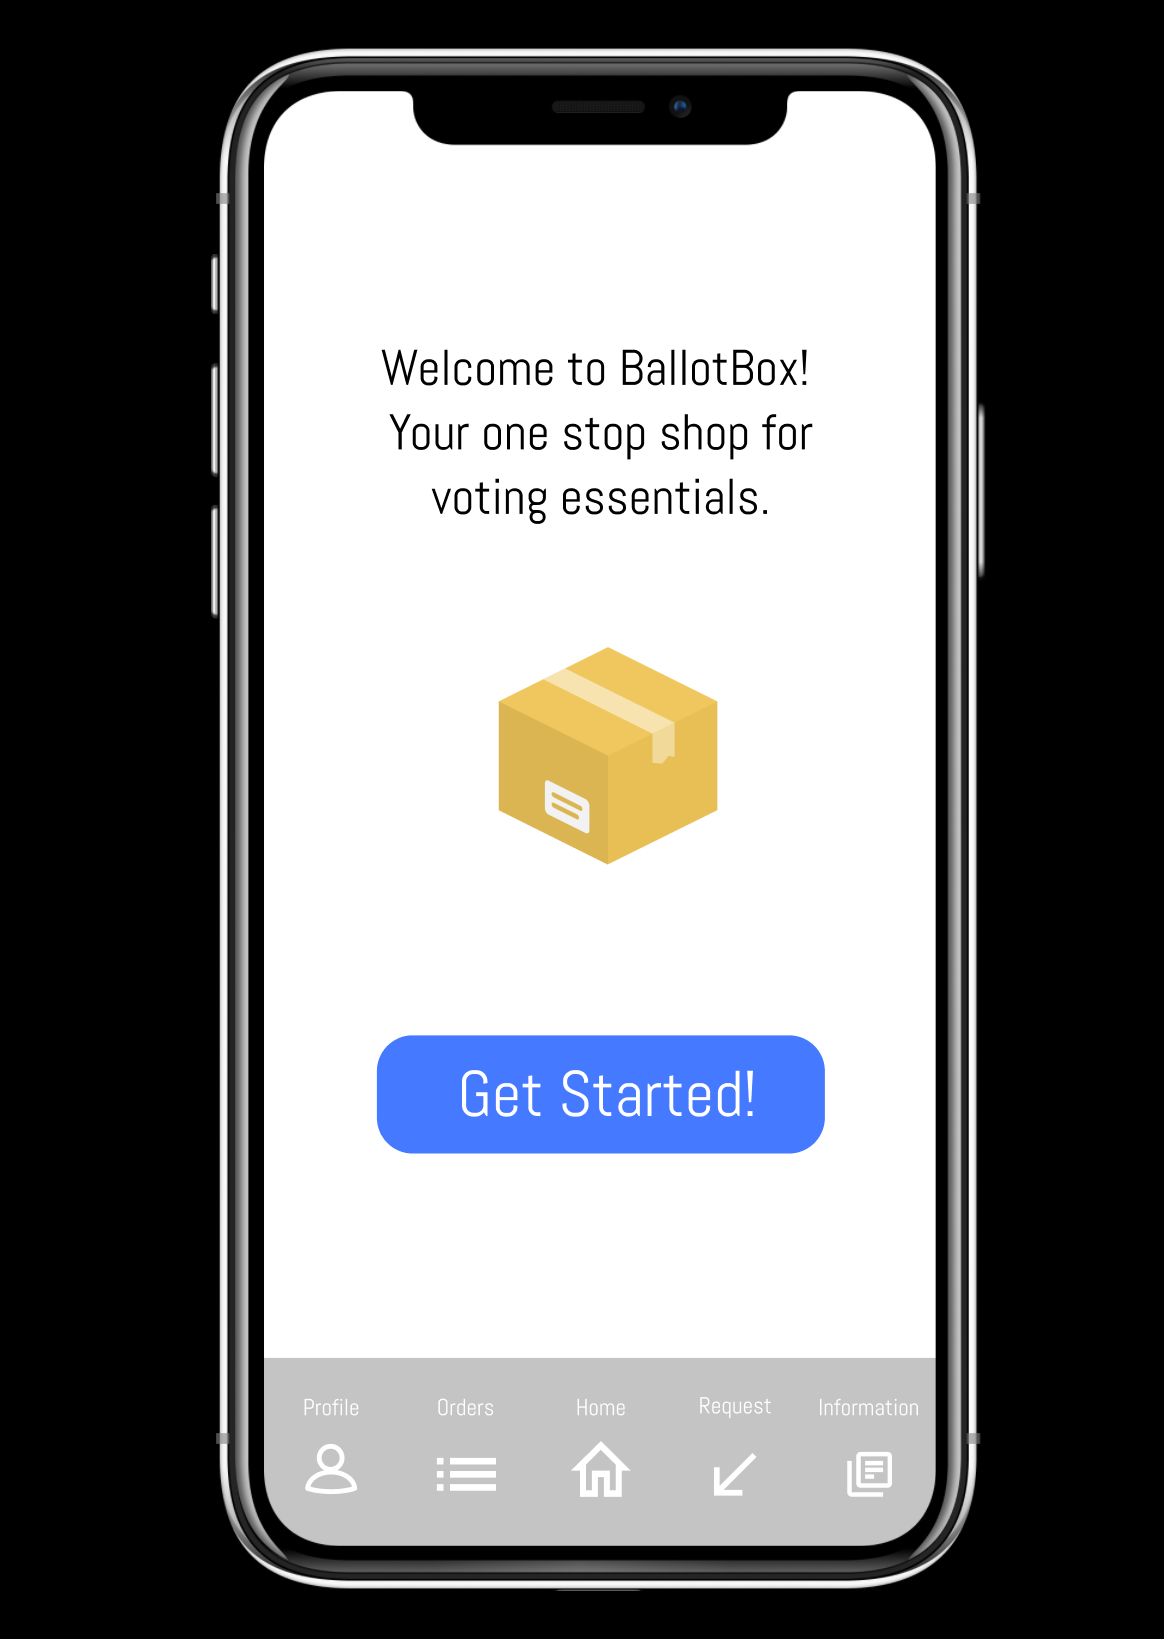 Welcome to BallotBox!
Your one stop shop for
voting essentials.
Get Started!
Profile
Orders
Home
Request
Information